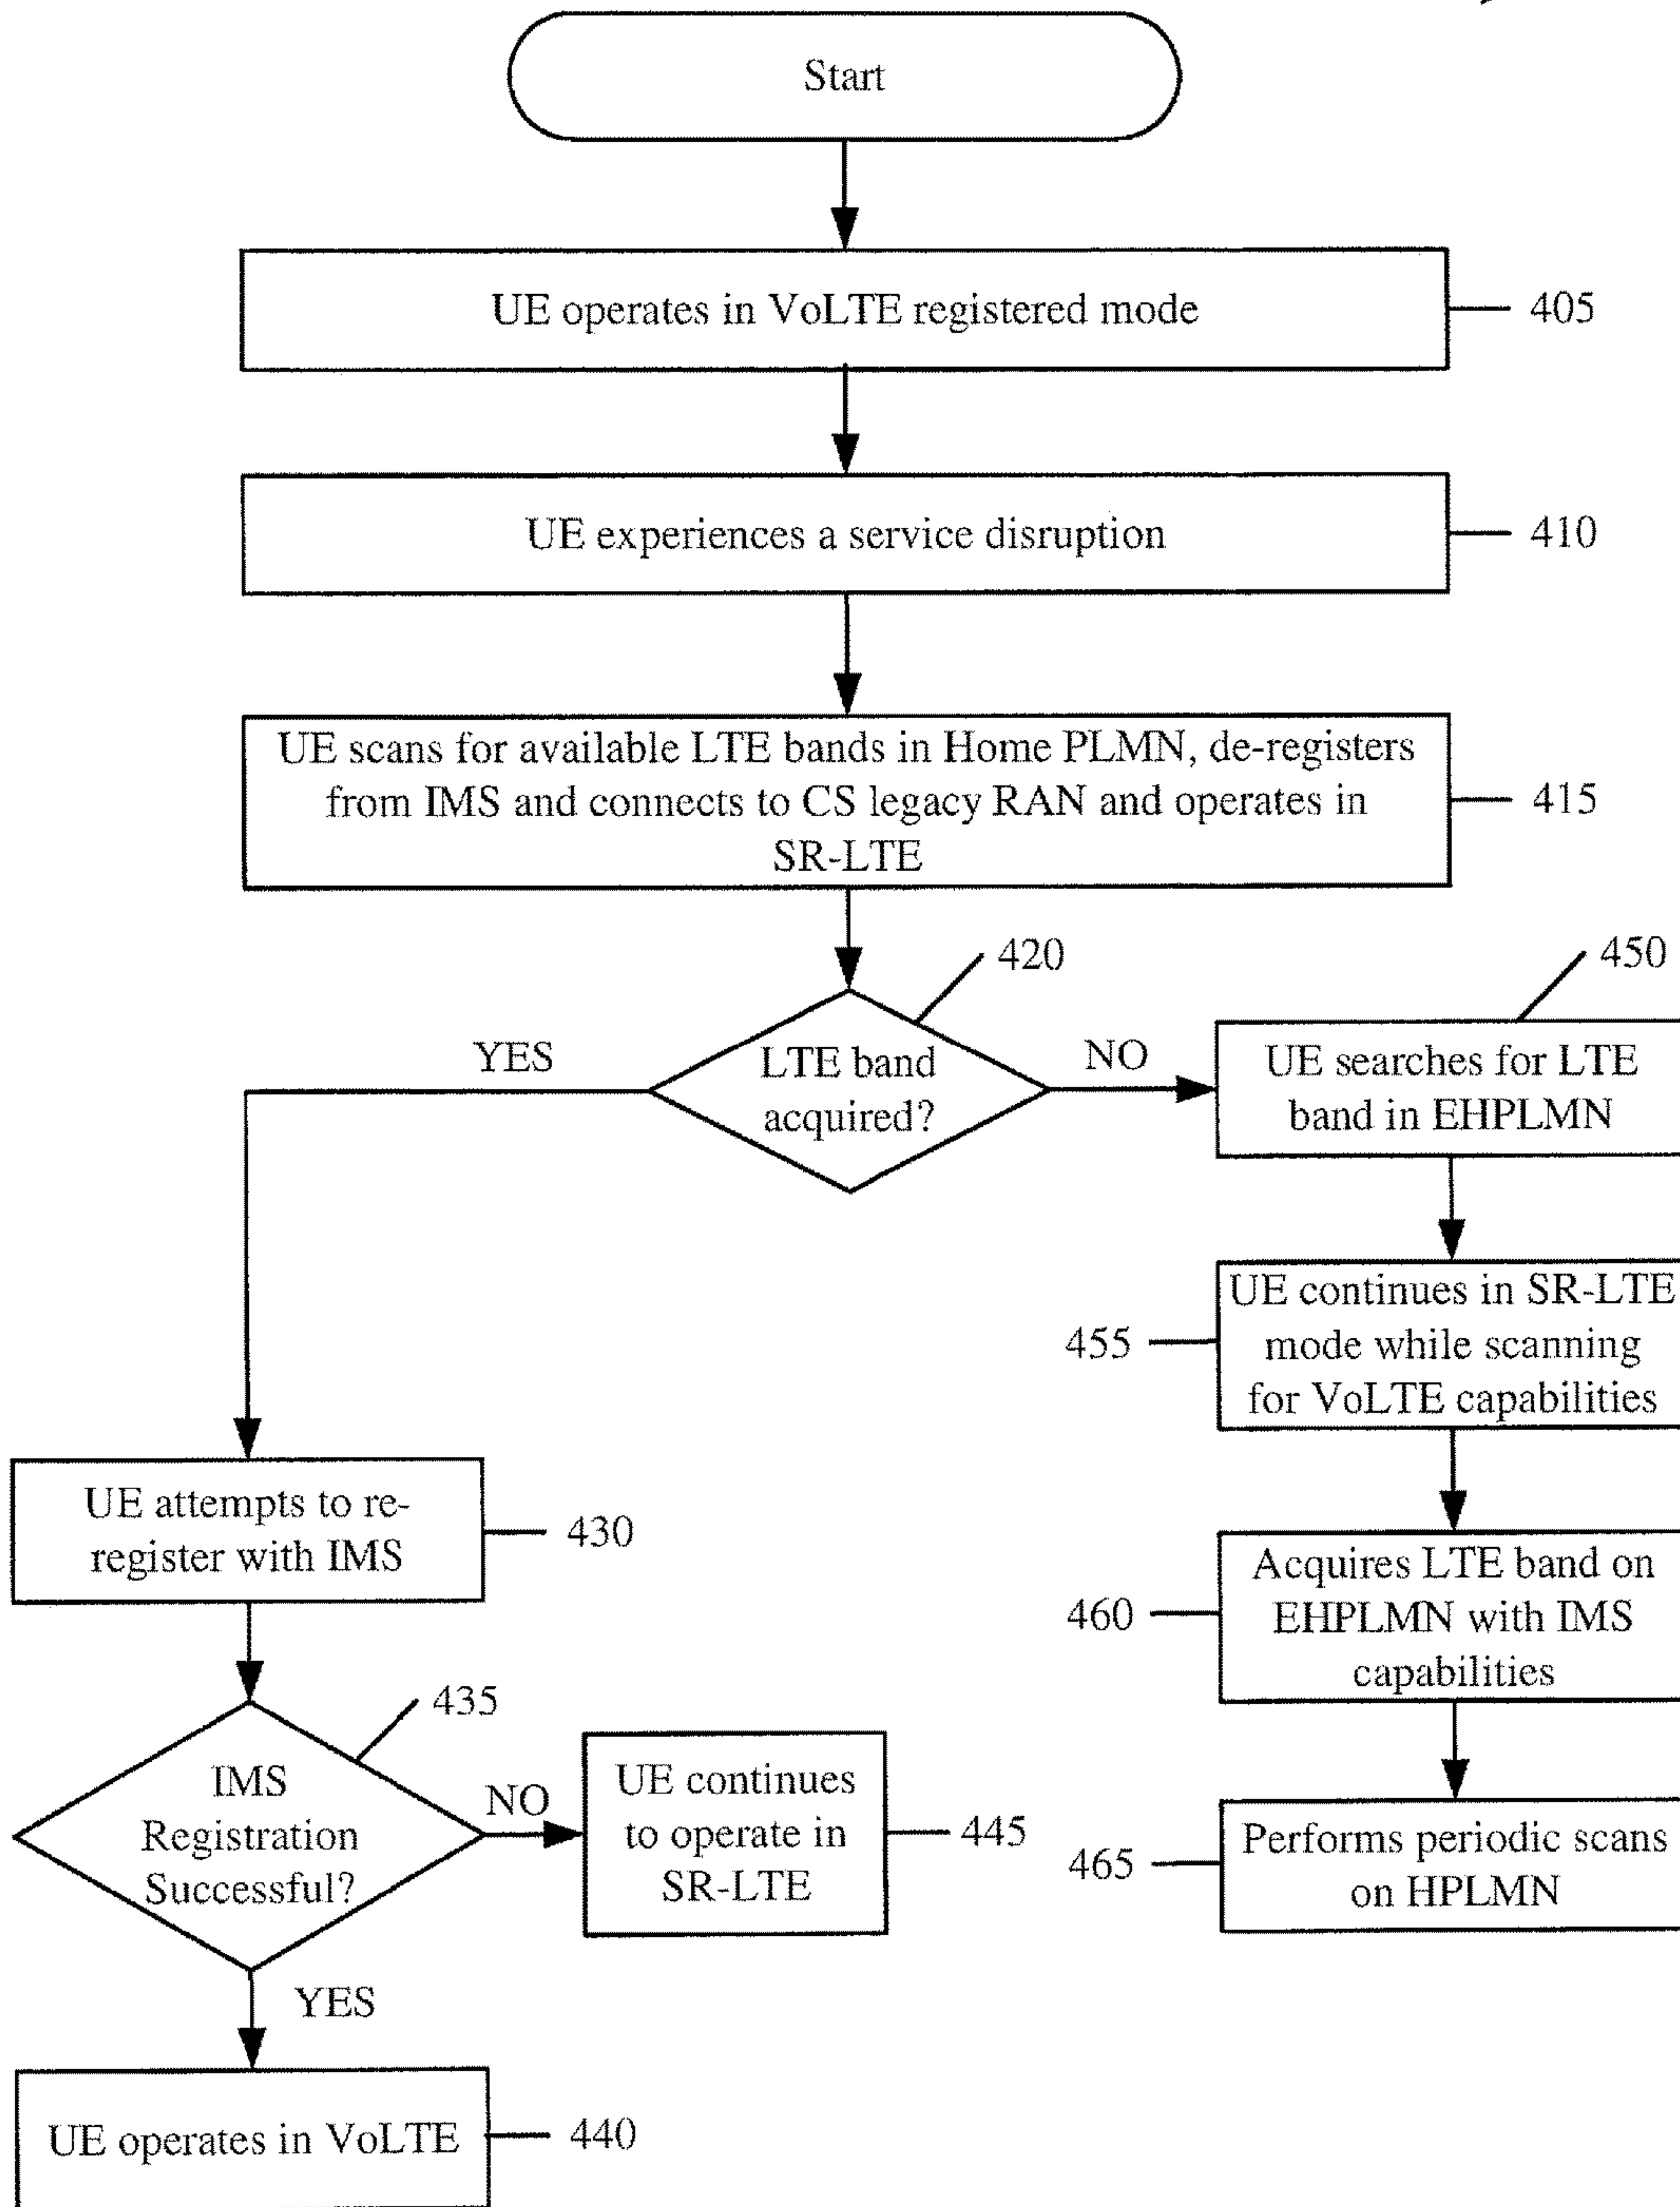 Start
UE operates in VoLTE registered mode
405
UE experiences a service disruption
410
UE scans for available LTE bands in Home PLMN, de-registers
from IMS and connects to CS legacy RAN and operates in
SR-LTE
415
420
LTE band
acquired?
YES
NO
450
UE searches for LTE
band in EHPLMN
455
UE continues in SR-LTE
mode while scanning
for VoLTE capabilities
460
Acquires LTE band on
EHPLMN with IMS
capabilities
465
Performs periodic scans
on HPLMN
UE attempts to re-
register with IMS
430
435
IMS
Registration
Successful?
NO
UE continues
to operate in
SR-LTE
445
YES
UE operates in VoLTE
440